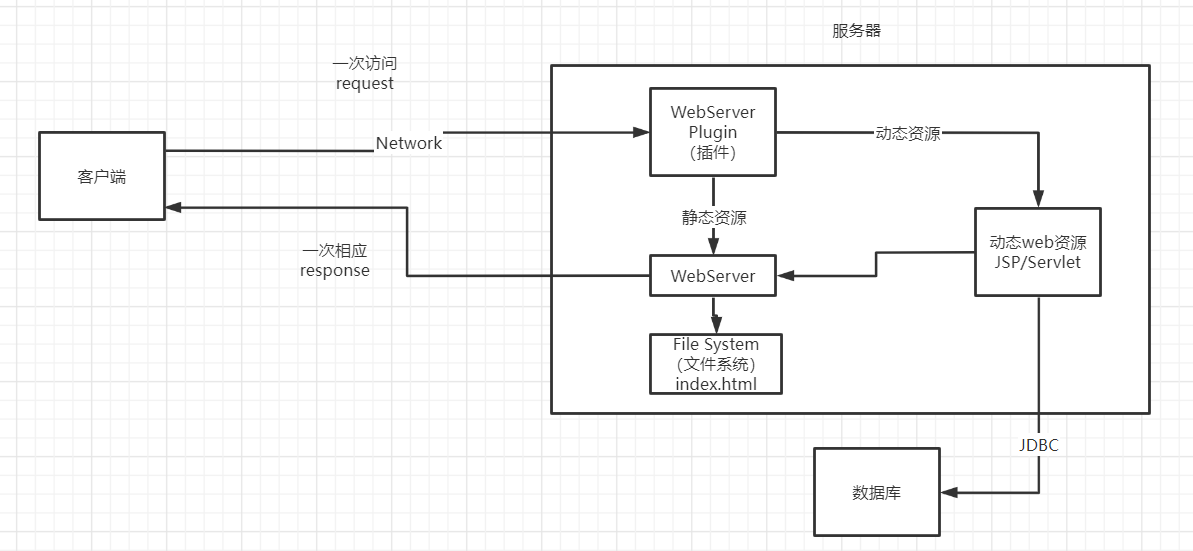 服务器
一次访问
request
WebServer
Plugin
（插件）
Network
动态资源
客户端
静态资源
动态web资源
JSP/Servlet
一次相应
response
WebServer
File System
（文件系统）
index.html
JDBC
数据库